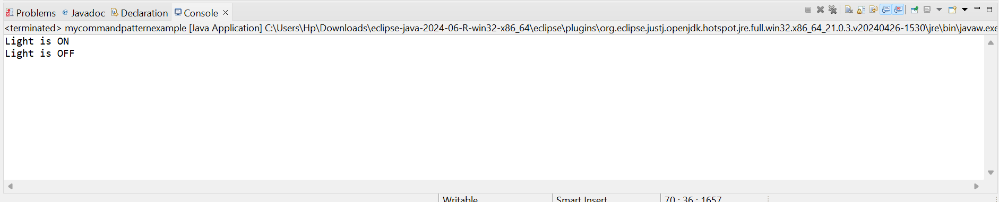 Problems @ Javadoc Declaration Console
<terminated> mycommandpatternexample [Java Application] C:\Users\Hp\Downloads\eclipse-java-2024-06-R-win32-x86_64\eclipse\plugins\org.eclipse.justj.openjdk.hotspot.jre.full.win32.x86_64_21.0.3.v20240426-1530\jre\bin\javaw.exe
Light is ON
Light is OFF
Writable Smart Insert 70 : 36 : 1657